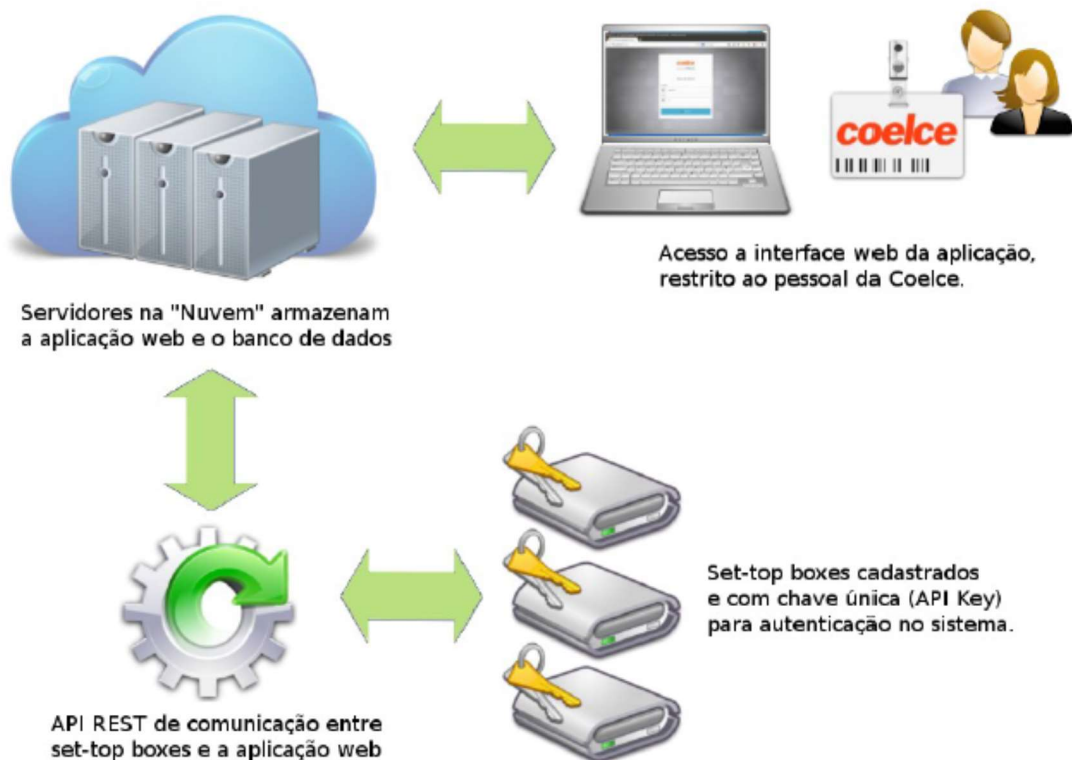 coelce
coelce
Acesso a interface web da aplicação,
restrito ao pessoal da Coelce.
Servidores na "Nuvem" armazenam
a aplicação web e o banco de dados
Set-top boxes cadastrados
e com chave única (API Key)
para autenticação no sistema.
API REST de comunicação entre
set-top boxes e a aplicação web